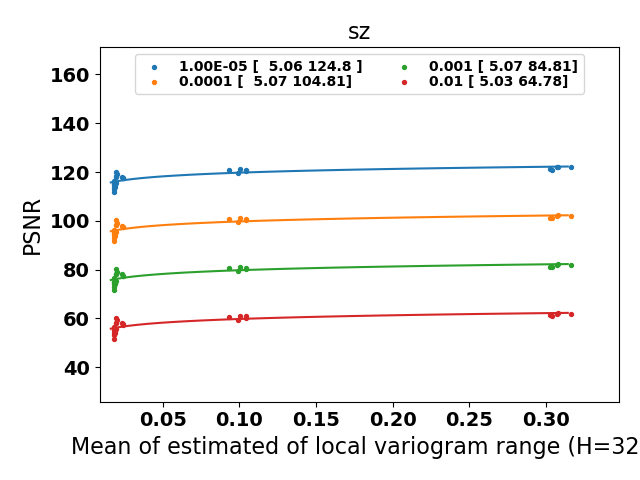 sz
1.00E-05 [  5.06 124.8 ]
0.0001 [  5.07 104.81]
0.001 [ 5.07 84.81]
0.01 [ 5.03 64.78]
PSNR
160
140
120
100
80
60
40
0.05 0.10 0.15 0.20 0.25 0.30
Mean of estimated of local variogram range (H=32